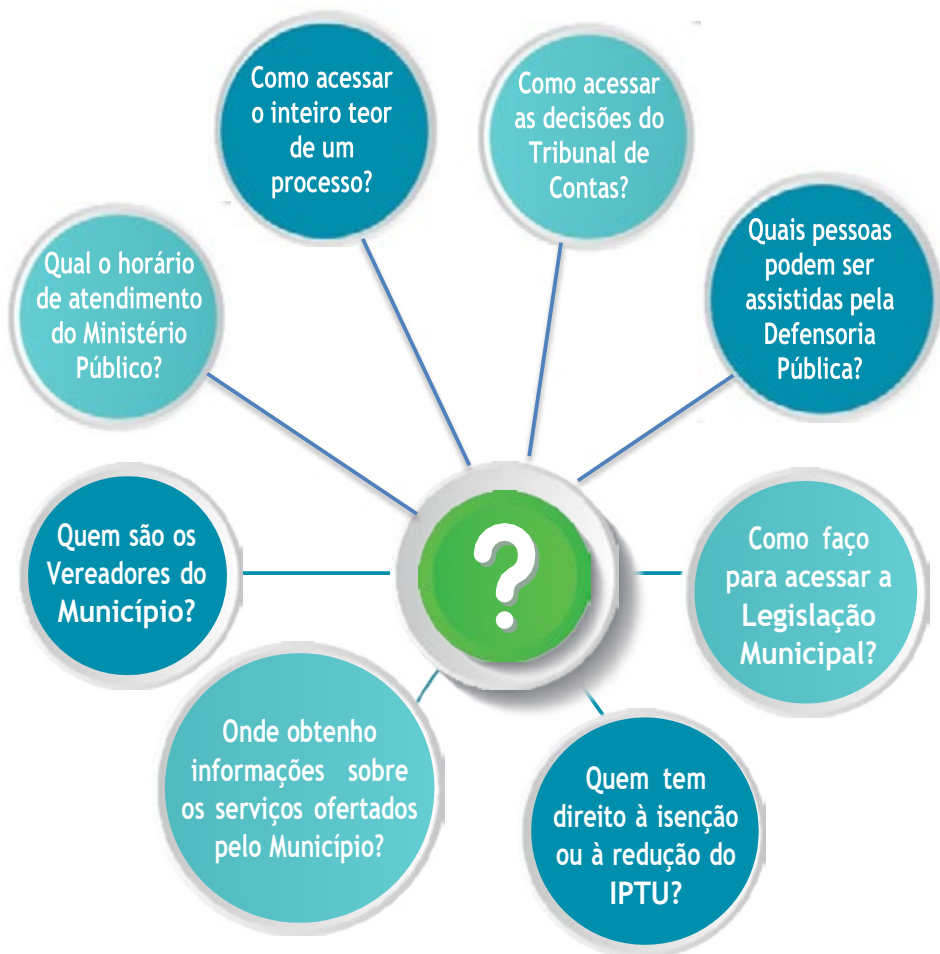 Como acessar
o inteiro teor
de um
processo?
Como acessar
as decisões do
Tribunal de
Contas?
Quais pessoas
podem ser
assistidas pela
Defensoria
Pública?
Qual o horário
de atendimento
do Ministério
Público?
?
Quem são os
Vereadores do
Município?
Como faço
para acessar a
Legislação
Municipal?
Onde obtenho
informações sobre
os serviços ofertados
pelo Município?
Quem tem
direito à isenção
ou à redução do
IPTU?